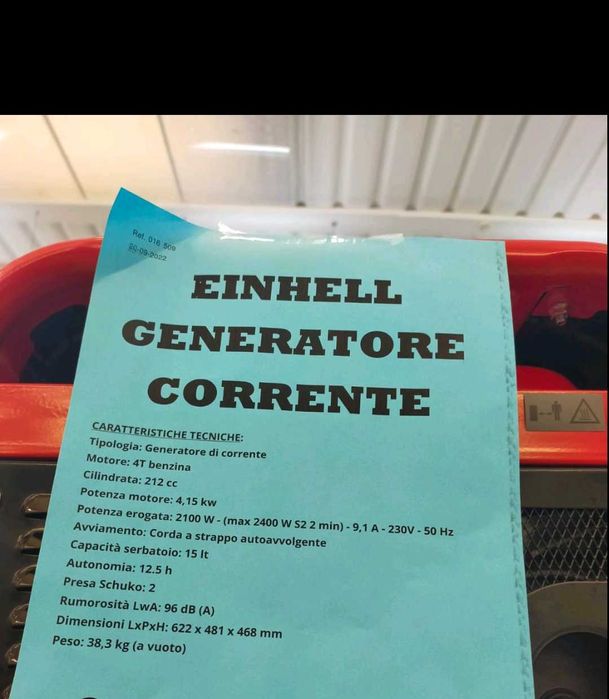 Ref. 016 509
20-09-2022
EINHELL
GENERATORE
CORRENTE
CARATTERISTICHE TECNICHE:
Tipologia: Generatore di corrente
Motore: 4T benzina
Cilindrata: 212 cc
Potenza motore: 4,15 kw
Potenza erogata: 2100 W - (max 2400 W S2 2 min) - 9,1 A - 230V - 50 Hz
Avviamento: Corda a strappo autoavvolgente
Capacità serbatoio: 15 lt
Autonomia: 12.5 h
Presa Schuko: 2
Rumorosità LwA: 96 dB (A)
Dimensioni LxPxH: 622 x 481 x 468 mm
Peso: 38,3 kg (a vuoto)